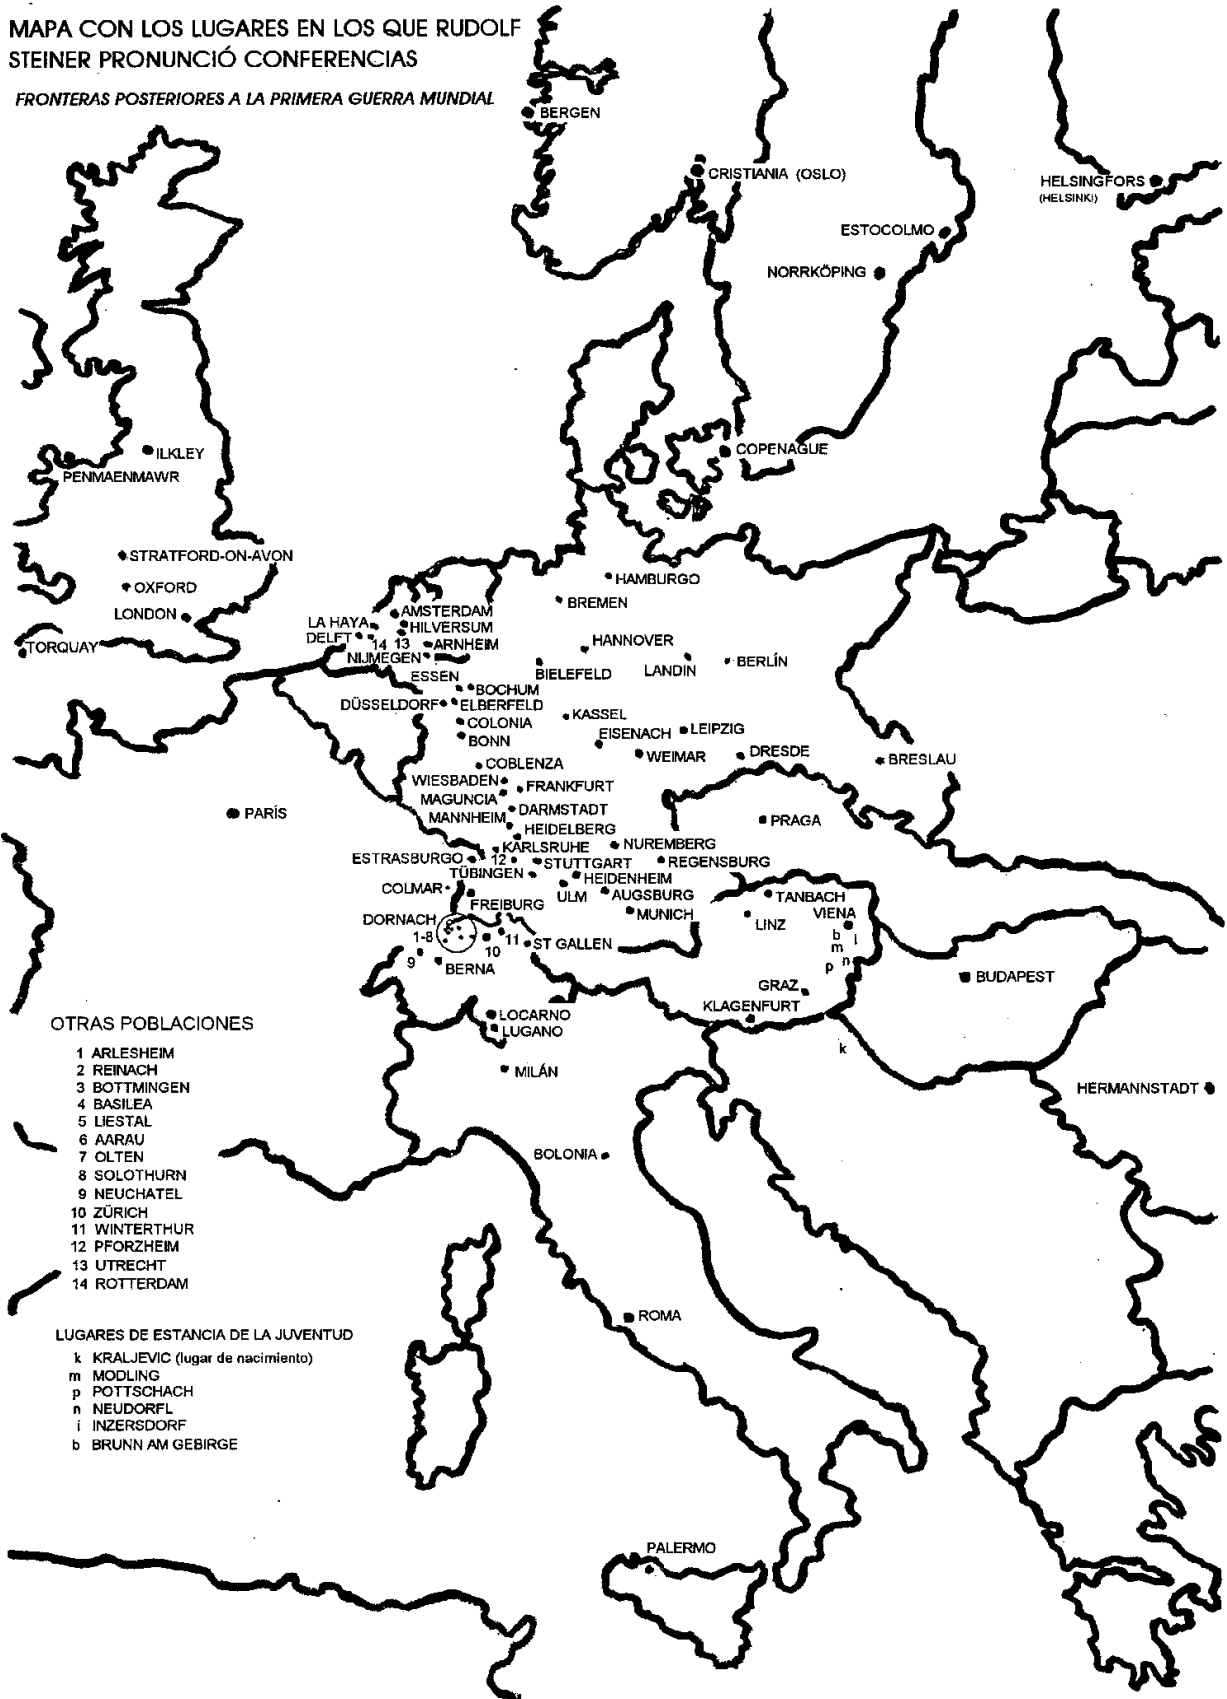 MAPA CON LOS LUGARES EN LOS QUE RUDOLF
STEINER PRONUNCIÓ CONFERENCIAS
FRONTERAS POSTERIORES A LA PRIMERA GUERRA MUNDIAL
BERGEN
CRISTIANIA (OSLO)
HELSINGFORS
(HELSINKI)
ESTOCOLMO
NORRKÖPING
COPENAGUE
ILKLEY
PENMAENMAWR
STRATFORD-ON-AVON
OXFORD
LONDON
TORQUAY
HAMBURGO
BREMEN
AMSTERDAM
LA HAYA
HILVERSUM
DELFT
14
13
ARNHEIM
NIJMEGEN
HANNOVER
BIELEFELD
LANDIN
BERLÍN
ESSEN
BOCHUM
DÜSSELDORF
ELBERFELD
COLONIA
BONN
KASSEL
EISENACH
LEIPZIG
WEIMAR
DRESDE
BRESLAU
COBLENZA
WIESBADEN
FRANKFURT
MAGUNCIA
DARMSTADT
MANNHEIM
HEIDELBERG
PARÍS
PRAGA
KARLSRUHE
NUREMBERG
ESTRASBURGO
12
STUTTGART
REGENSBURG
TÜBINGEN
HEIDENHEIM
COLMAR
FREIBURG
ULM
AUGSBURG
TANBACH
MUNICH
LINZ
VIENA
DORNACH
1-8
10
11
ST GALLEN
9
BERNA
b
i
m
n
p
BUDAPEST
GRAZ
KLAGENFURT
LOCARNO
LUGANO
k
MILÁN
HERMANNSTADT
BOLONIA
ROMA
PALERMO
OTRAS POBLACIONES
1 ARLESHEIM
2 REINACH
3 BOTTMINGEN
4 BASILEA
5 LIESTAL
6 AARAU
7 OLTEN
8 SOLOTHURN
9 NEUCHATEL
10 ZÜRICH
11 WINTERTHUR
12 PFORZHEIM
13 UTRECHT
14 ROTTERDAM
LUGARES DE ESTANCIA DE LA JUVENTUD
k KRALJEVIC (lugar de nacimiento)
m MODLING
p POTTSCHACH
n NEUDORFL
i INZERSDORF
b BRUNN AM GEBIRGE